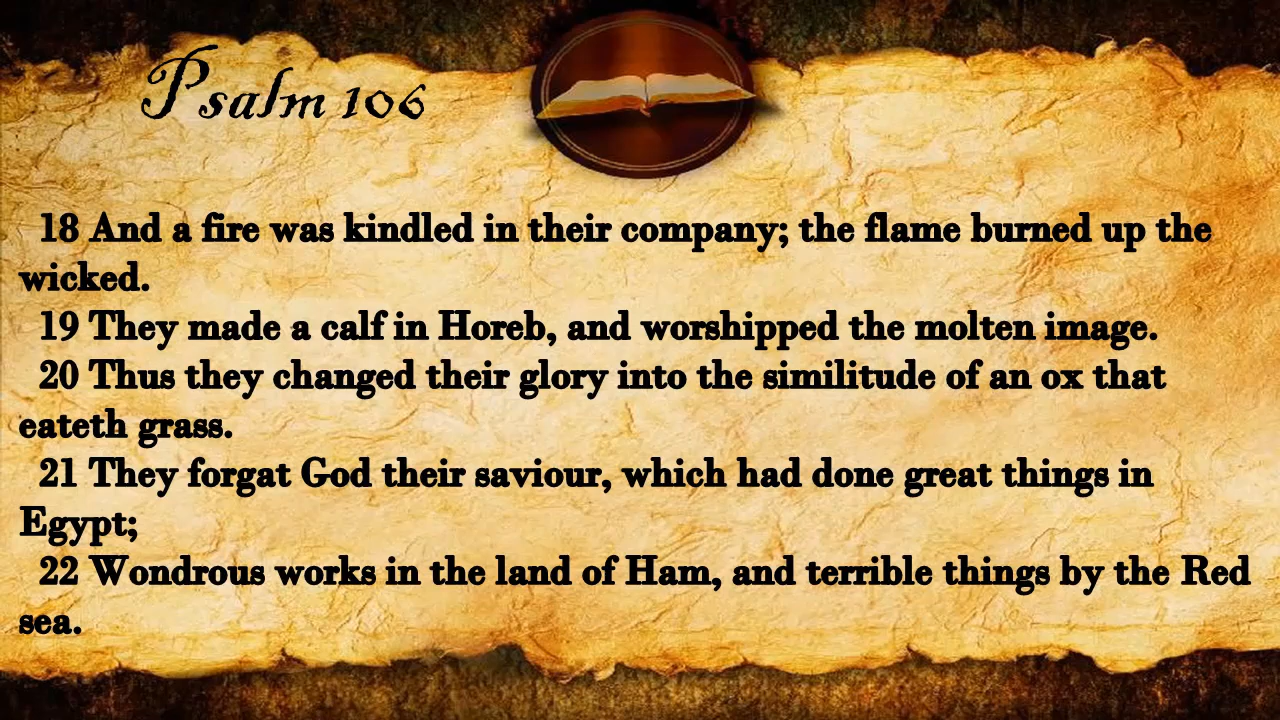 Psalm 106
18 And a fire was kindled in their company; the flame burned up the
wicked.
19 They made a calf in Horeb, and worshipped the molten image.
20 Thus they changed their glory into the similitude of an ox that
eateth grass.
21 They forgat God their saviour, which had done great things in
Egypt;
22 Wondrous works in the land of Ham, and terrible things by the Red
sea.